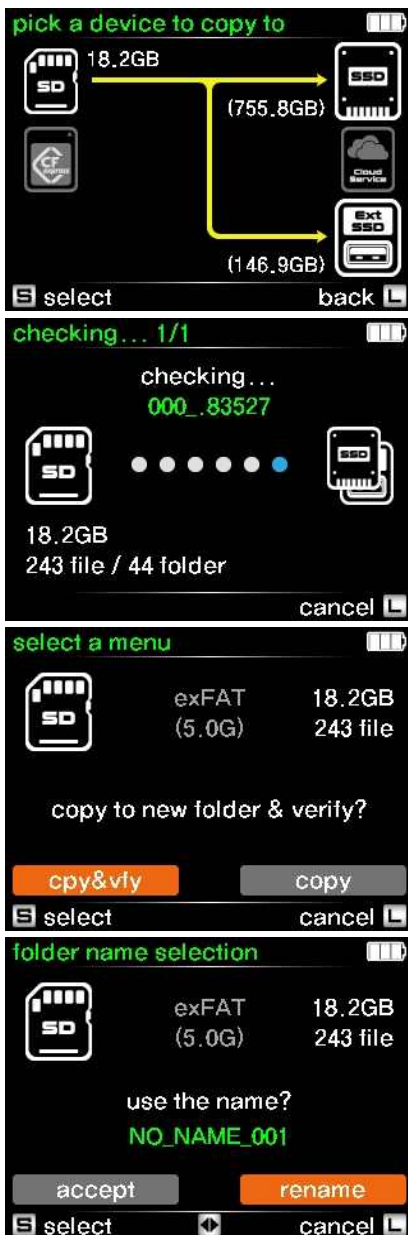 pick a device to copy to
SD
18.2GB
(755.8GB)
SSD
CF
express
Cloud
Service
Ext
SSD
(146.9GB)
S select
back L
checking... 1/1
checking...
000_.83527
SD
SSD
18.2GB
243 file / 44 folder
cancel L
select a menu
SD
exFAT 18.2GB
(5.0G) 243 file
copy to new folder & verify?
cpy&vfy copy
S select cancel L
folder name selection
SD
exFAT 18.2GB
(5.0G) 243 file
use the name?
NO_NAME_001
accept rename
S select cancel L